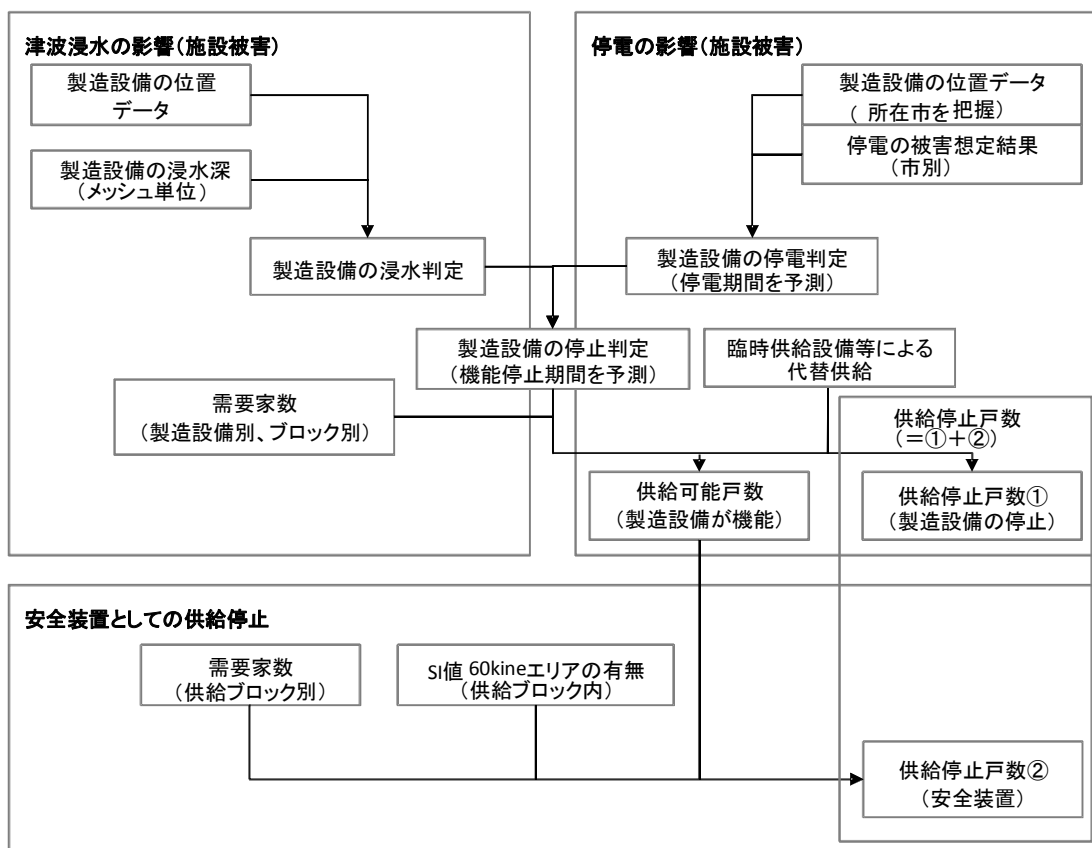 津波浸水の影響(施設被害)
製造設備の位置
データ
製造設備の浸水深
(メッシュ単位)
製造設備の浸水判定
停電の影響(施設被害)
製造設備の位置データ
( 所在市を把握)
停電の被害想定結果
(市別)
製造設備の停電判定
(停電期間を予測)
製造設備の停止判定
(機能停止期間を予測)
臨時供給設備等による
代替供給
需要家数
(製造設備別、ブロック別)
供給停止戸数
(=①+②)
供給可能戸数
(製造設備が機能)
供給停止戸数①
(製造設備の停止)
安全装置としての供給停止
需要家数
(供給ブロック別)
SI値 60kineエリアの有無
(供給ブロック内)
供給停止戸数②
(安全装置)